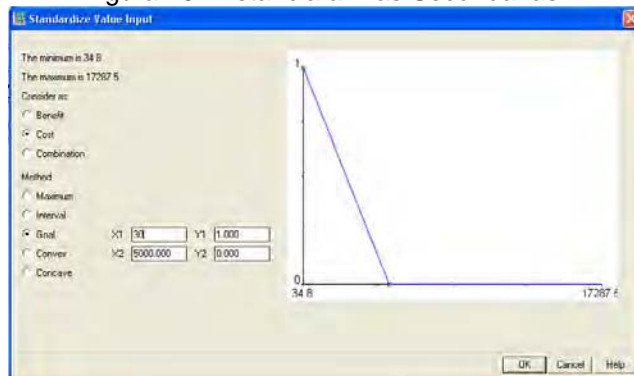 Standardize Value Input
The minimum is 34.8
The maximum is 17287.5
Consider as:
Benefit
Cost
Combination
Method
Maximum
Interval
Goal X1 30 Y1 1.000
Convex X2 5000.000 Y2 0.000
Concave
1
0
34.8 17287.5
OK Cancel Help